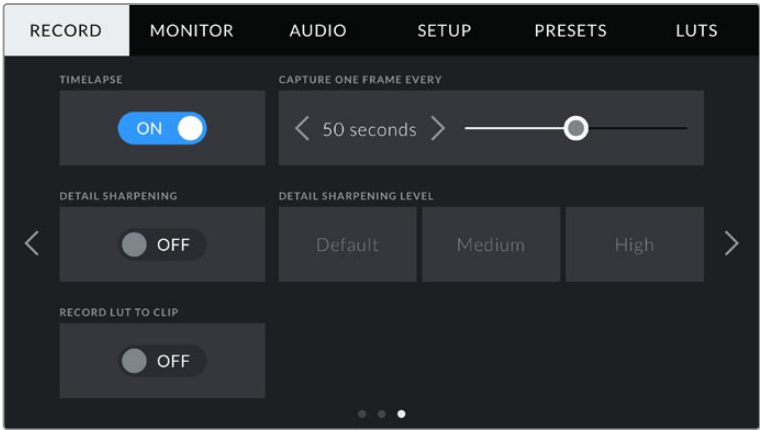 RECORD MONITOR AUDIO SETUP PRESETS LUTS
TIMELAPSE CAPTURE ONE FRAME EVERY
ON 50 seconds
DETAIL SHARPENING DETAIL SHARPENING LEVEL
OFF Default Medium High
RECORD LUT TO CLIP
OFF